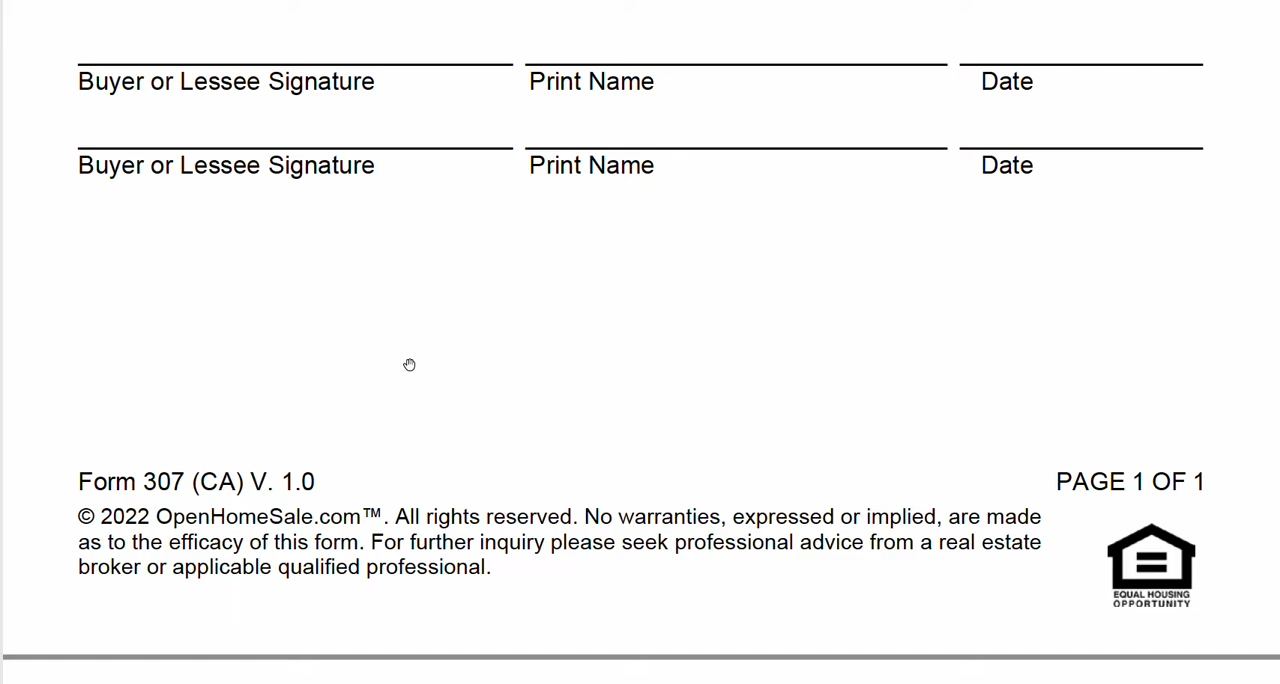 Buyer or Lessee Signature Print Name Date
Buyer or Lessee Signature Print Name Date
Form 307 (CA) V. 1.0 PAGE 1 OF 1
© 2022 OpenHomeSale.com™. All rights reserved. No warranties, expressed or implied, are made
as to the efficacy of this form. For further inquiry please seek professional advice from a real estate
broker or applicable qualified professional.
EQUAL HOUSING
OPPORTUNITY